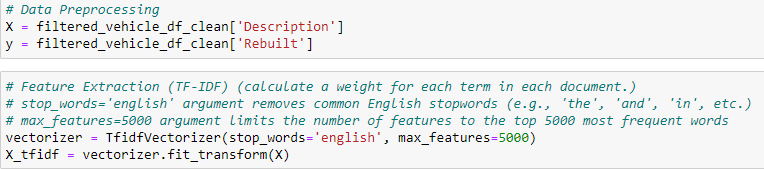 # Data Preprocessing
X = filtered_vehicle_df_clean['Description']
y = filtered_vehicle_df_clean['Rebuilt']
# Feature Extraction (TF-IDF) (calculate a weight for each term in each document.)
# stop_words='english' argument removes common English stopwords (e.g., 'the', 'and', 'in', etc.)
# max_features=5000 argument limits the number of features to the top 5000 most frequent words
vectorizer = TfidfVectorizer(stop_words='english', max_features=5000)
X_tfidf = vectorizer.fit_transform(X)